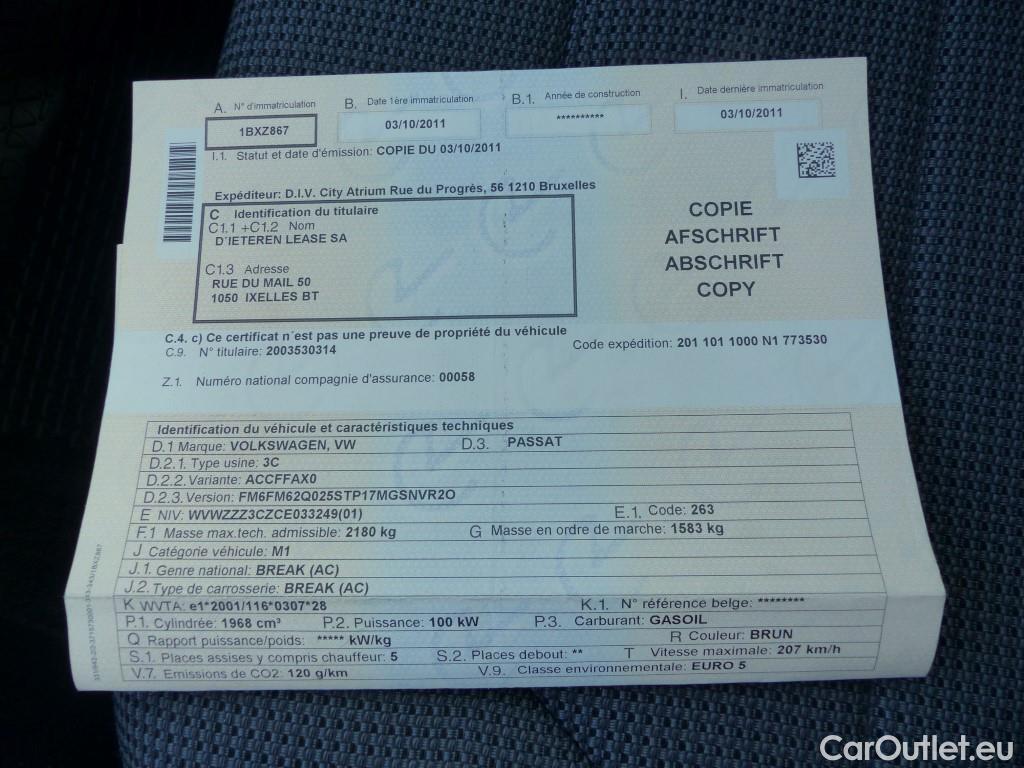 A. N° d'immatriculation B. Date 1ère immatriculation B.1. Année de construction I. Date dernière immatriculation
1BXZ867 03/10/2011 ********** 03/10/2011
I.1. Statut et date d'émission: COPIE DU 03/10/2011
Expéditeur: D.I.V. City Atrium Rue du Progrès, 56 1210 Bruxelles
C Identification du titulaire
C1.1 +C1.2 Nom
D'IETEREN LEASE SA
C1.3 Adresse
RUE DU MAIL 50
1050 IXELLES BT
COPIE
AFSCHRIFT
ABSCHRIFT
COPY
C.4. c) Ce certificat n´est pas une preuve de propriété du véhicule
C.9. N° titulaire: 2003530314 Code expédition: 201 101 1000 N1 773530
Z.1. Numéro national compagnie d'assurance: 00058
Identification du véhicule et caractéristiques techniques
D.1 Marque: VOLKSWAGEN, VW D.3. PASSAT
D.2.1. Type usine: 3C
D.2.2. Variante: ACCFFAX0
D.2.3. Version: FM6FM62Q025STP17MGSNVR2O
E NIV: WVWZZZ3CZCE033249(01) E.1. Code: 263
F.1 Masse max.tech. admissible: 2180 kg G Masse en ordre de marche: 1583 kg
J Catégorie véhicule: M1
J.1. Genre national: BREAK (AC)
J.2. Type de carrosserie: BREAK (AC)
K WVTA: e1*2001/116*0307*28 K.1. N° référence belge: ********
P.1. Cylindrée: 1968 cm³ P.2. Puissance: 100 kW P.3. Carburant: GASOIL
Q Rapport puissance/poids: ***** kW/kg R Couleur: BRUN
S.1. Places assises y compris chauffeur: 5 S.2. Places debout: ** T Vitesse maximale: 207 km/h
V.7. Emissions de CO2: 120 g/km V.9. Classe environnementale: EURO 5
CarOutlet.eu